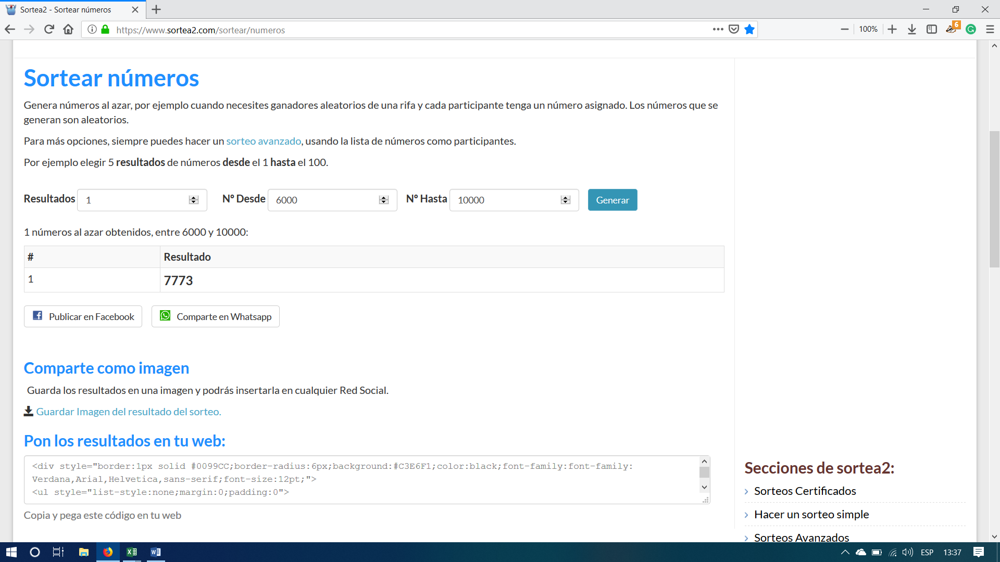 Sortea2 - Sortear números
https://www.sortea2.com/sortear/numeros
100%
6
Sortear números
Genera números al azar, por ejemplo cuando necesites ganadores aleatorios de una rifa y cada participante tenga un número asignado. Los números que se
generan son aleatorios.
Para más opciones, siempre puedes hacer un sorteo avanzado, usando la lista de números como participantes.
Por ejemplo elegir 5 resultados de números desde el 1 hasta el 100.
Resultados 1 Nº Desde 6000 Nº Hasta 10000 Generar
1 números al azar obtenidos, entre 6000 y 10000:
# Resultado
1 7773
Publicar en Facebook Comparte en Whatsapp
Comparte como imagen
Guarda los resultados en una imagen y podrás insertarla en cualquier Red Social.
Guardar Imagen del resultado del sorteo.
Pon los resultados en tu web:
<div style="border:1px solid #0099CC;border-radius:6px;background:#C3E6F1;color:black;font-family:font-family:
Verdana,Arial,Helvetica,sans-serif;font-size:12pt;">
<ul style="list-style:none;margin:0;padding:0">
Copia y pega este código en tu web
Secciones de sortea2:
Sorteos Certificados
Hacer un sorteo simple
Sorteos Avanzados
ESP 13:37